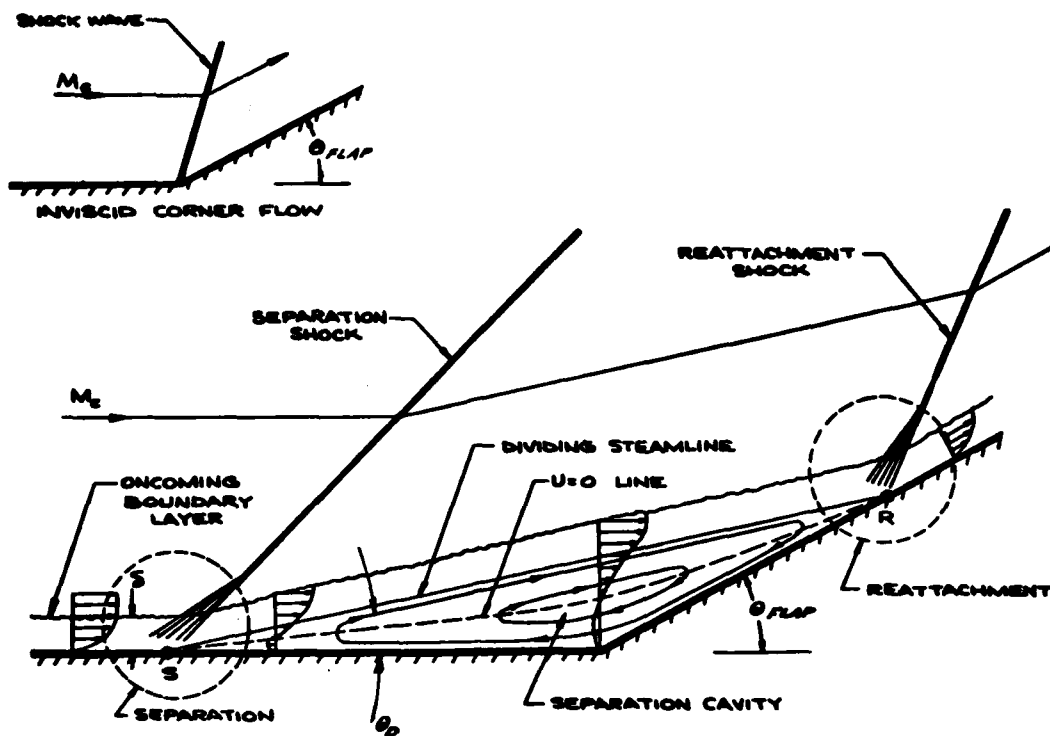 SHOCK WAVE
Me
θFLAP
INVISCID CORNER FLOW
REATTACHMENT
SHOCK
SEPARATION
SHOCK
Me
DIVIDING STEAMLINE
U=0 LINE
ONCOMING
BOUNDARY
LAYER
δ
R
REATTACHMENT
θFLAP
S
SEPARATION
θD
SEPARATION CAVITY